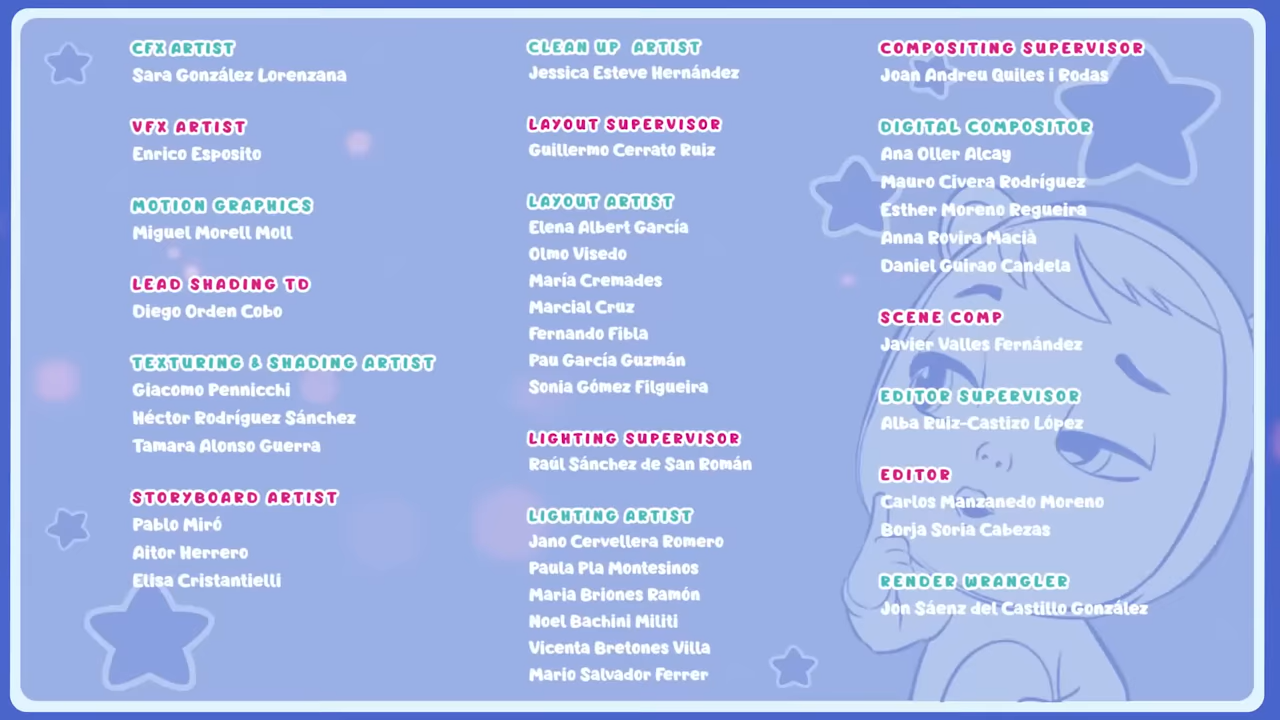 CFX ARTIST
Sara González Lorenzana
VFX ARTIST
Enrico Esposito
MOTION GRAPHICS
Miguel Morell Moll
LEAD SHADING TD
Diego Orden Cobo
TEXTURING & SHADING ARTIST
Giacomo Pennicchi
Héctor Rodríguez Sánchez
Tamara Alonso Guerra
STORYBOARD ARTIST
Pablo Miró
Aitor Herrero
Elisa Cristantielli
CLEAN UP ARTIST
Jessica Esteve Hernández
LAYOUT SUPERVISOR
Guillermo Cerrato Ruiz
LAYOUT ARTIST
Elena Albert García
Olmo Visedo
María Cremades
Marcial Cruz
Fernando Fibla
Pau García Guzmán
Sonia Gómez Filgueira
LIGHTING SUPERVISOR
Raúl Sánchez de San Román
LIGHTING ARTIST
Jano Cervellera Romero
Paula Pla Montesinos
Maria Briones Ramón
Noel Bachini Militi
Vicenta Bretones Villa
Mario Salvador Ferrer
COMPOSITING SUPERVISOR
Joan Andreu Quiles i Rodas
DIGITAL COMPOSITOR
Ana Oller Alcay
Mauro Civera Rodríguez
Esther Moreno Regueira
Anna Rovira Macià
Daniel Guirao Candela
SCENE COMP
Javier Valles Fernández
EDITOR SUPERVISOR
Alba Ruiz-Castizo López
EDITOR
Carlos Manzanedo Moreno
Borja Soria Cabezas
RENDER WRANGLER
Jon Sáenz del Castillo González